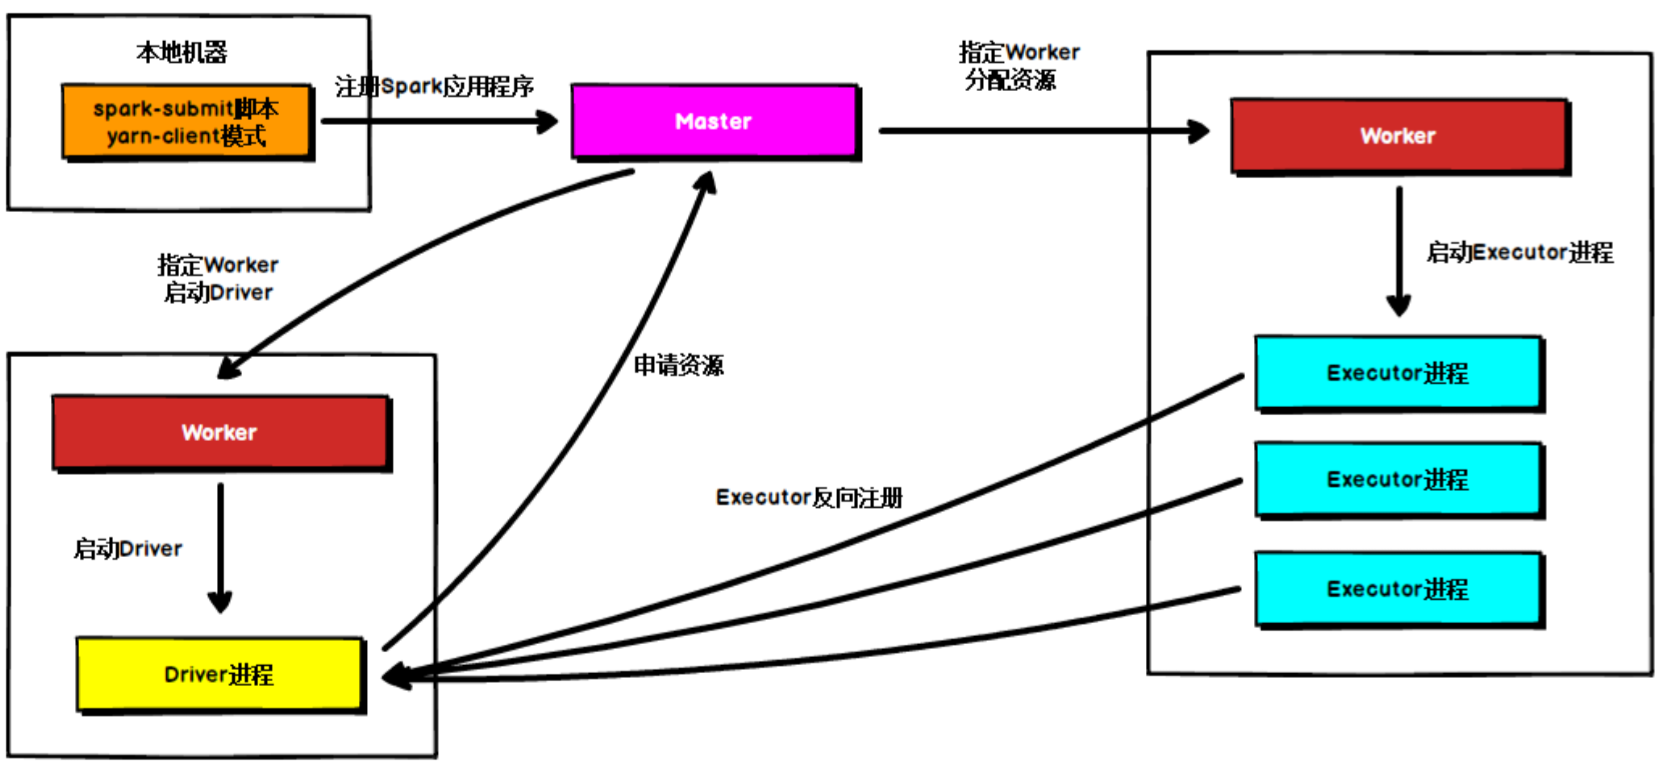 本地机器
spark-submit脚本
yarn-client模式
注册Spark应用程序
Master
指定Worker
分配资源
Worker
启动Executor进程
指定Worker
启动Driver
申请资源
Worker
启动Driver
Driver进程
Executor反向注册
Executor进程
Executor进程
Executor进程